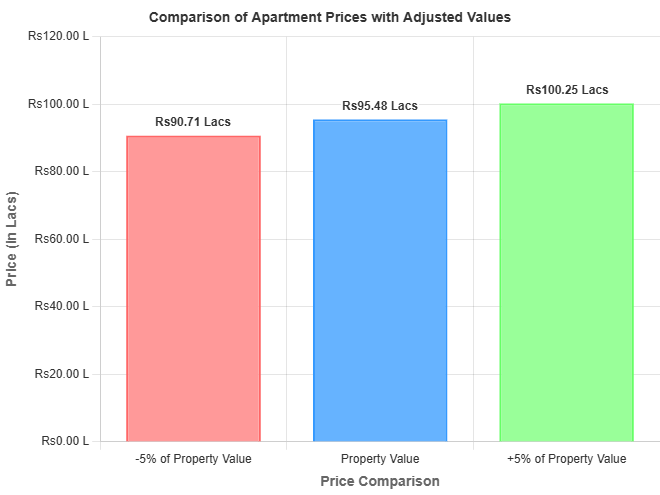 Comparison of Apartment Prices with Adjusted Values
Rs120.00 L
Rs100.00 L
Rs80.00 L
Rs60.00 L
Rs40.00 L
Rs20.00 L
Rs0.00 L
Price (In Lacs)
Rs90.71 Lacs
Rs95.48 Lacs
Rs100.25 Lacs
-5% of Property Value
Property Value
+5% of Property Value
Price Comparison